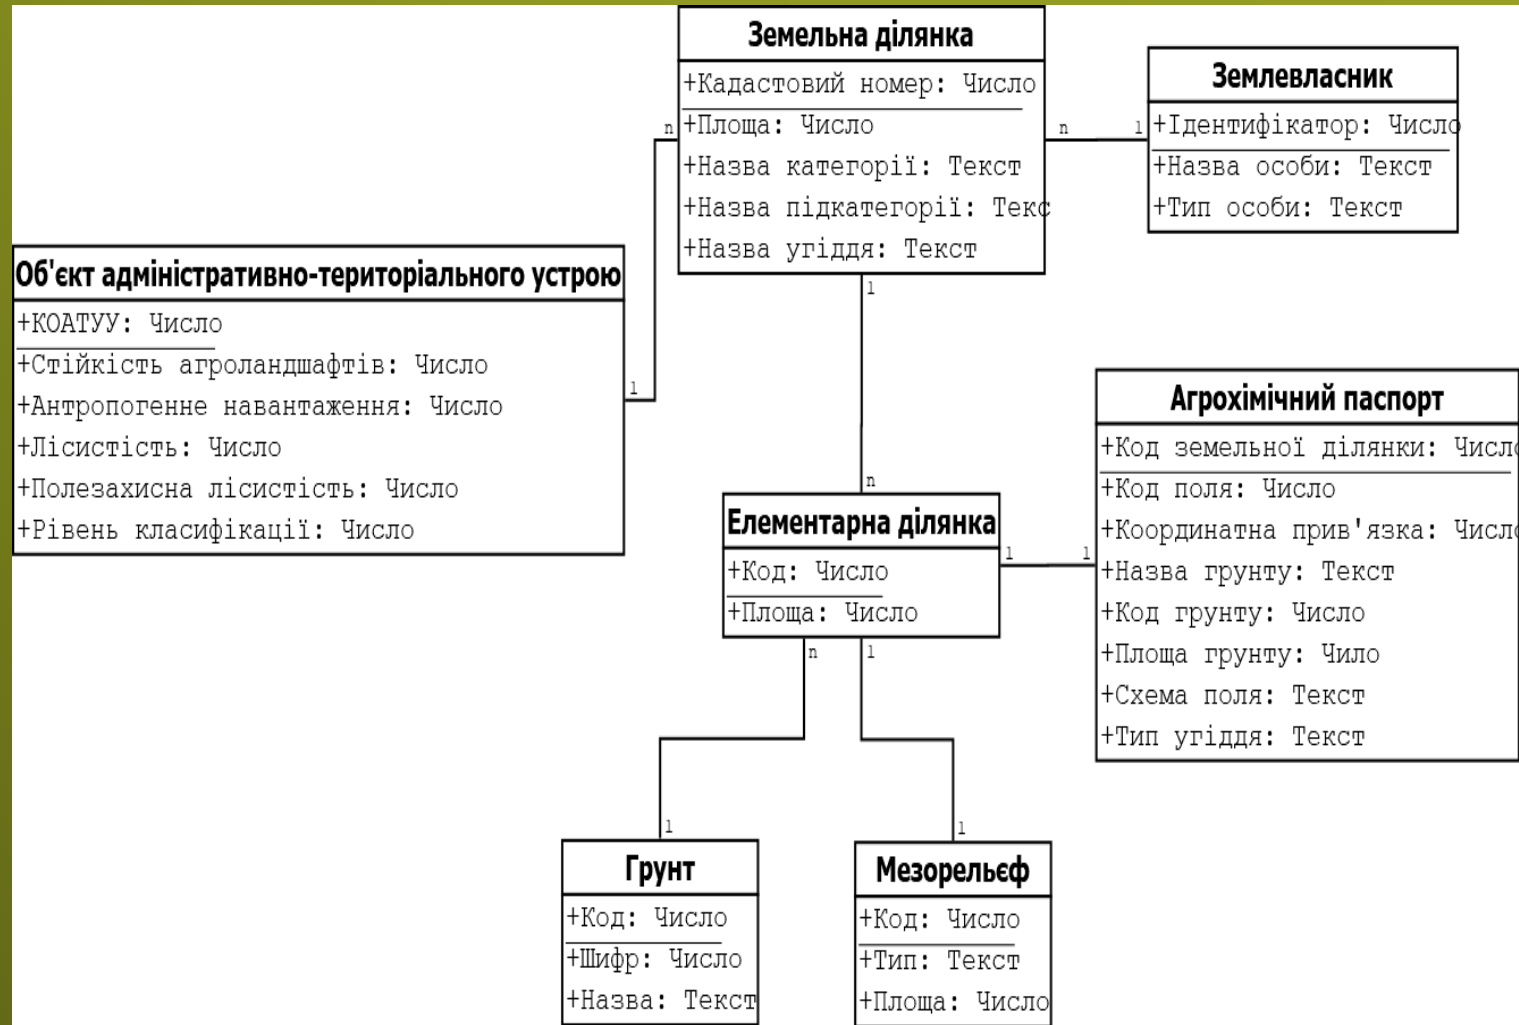 Земельна ділянка
+Кадастовий номер: Число
+Площа: Число
+Назва категорії: Текст
+Назва підкатегорії: Текс
+Назва угіддя: Текст
Землевласник
+Ідентифікатор: Число
+Назва особи: Текст
+Тип особи: Текст
n
n
1
Об'єкт адміністративно-територіального устрою
+КОАТУУ: Число
+Стійкість агроландшафтів: Число
+Антропогенне навантаження: Число
+Лісистість: Число
+Полезахисна лісистість: Число
+Рівень класифікації: Число
1
1
n
Агрохімічний паспорт
+Код земельної ділянки: Число
+Код поля: Число
+Координатна прив'язка: Число
+Назва грунту: Текст
+Код грунту: Число
+Площа грунту: Чило
+Схема поля: Текст
+Тип угіддя: Текст
Елементарна ділянка
+Код: Число
+Площа: Число
1
1
n
1
1
1
Грунт
+Код: Число
+Шифр: Число
+Назва: Текст
Мезорельєф
+Код: Число
+Тип: Текст
+Площа: Число